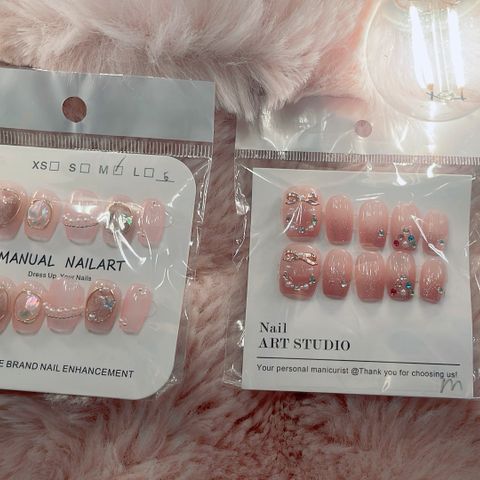 XS□ S□ M□ L□
MANUAL NAILART
Dress Up Your Nails
E BRAND NAIL ENHANCEMENT
Nail
ART STUDIO
Your personal manicurist @Thank you for choosing us!
m